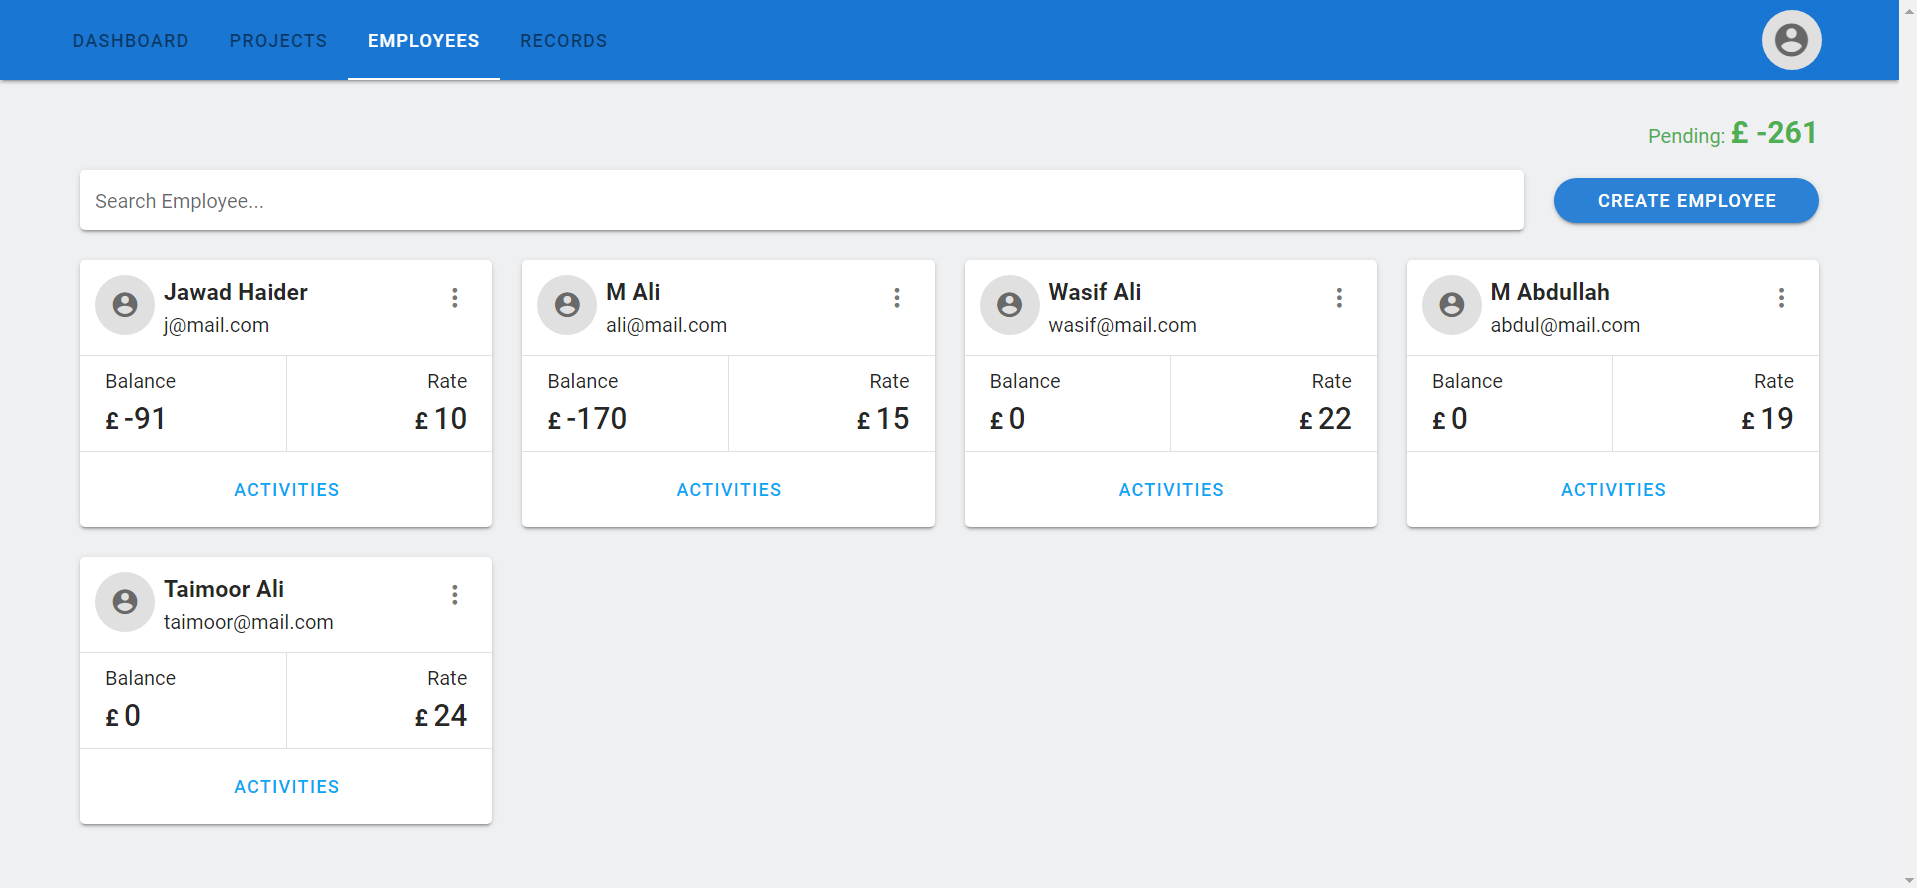 DASHBOARD PROJECTS EMPLOYEES RECORDS
Pending: £ -261
Search Employee...
CREATE EMPLOYEE
Jawad Haider
j@mail.com
Balance Rate
£ -91 £ 10
ACTIVITIES
M Ali
ali@mail.com
Balance Rate
£ -170 £ 15
ACTIVITIES
Wasif Ali
wasif@mail.com
Balance Rate
£ 0 £ 22
ACTIVITIES
M Abdullah
abdul@mail.com
Balance Rate
£ 0 £ 19
ACTIVITIES
Taimoor Ali
taimoor@mail.com
Balance Rate
£ 0 £ 24
ACTIVITIES